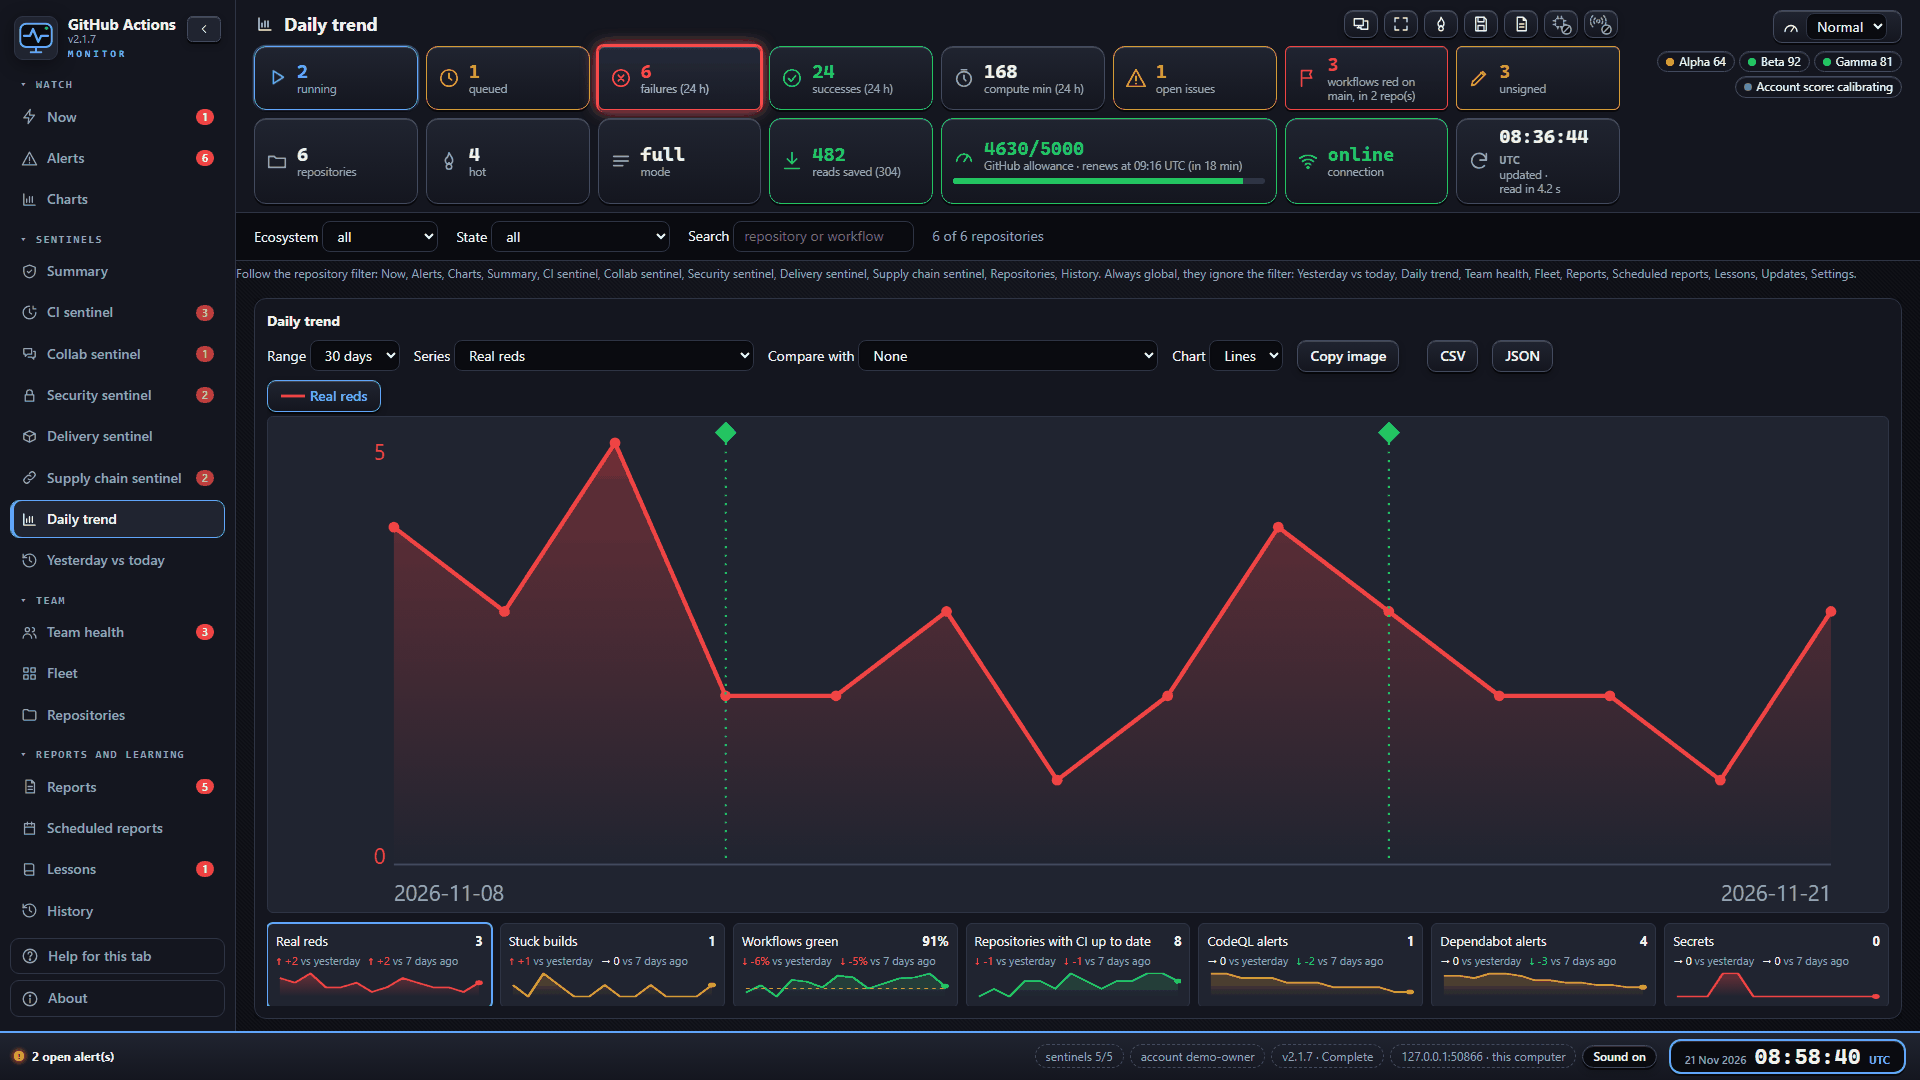 GitHub Actions
v2.1.7
MONITOR
WATCH
Now 1
Alerts 6
Charts
SENTINELS
Summary
CI sentinel 3
Collab sentinel 1
Security sentinel 2
Delivery sentinel
Supply chain sentinel 2
Daily trend
Yesterday vs today
TEAM
Team health 3
Fleet
Repositories
REPORTS AND LEARNING
Reports 5
Scheduled reports
Lessons 1
History
Help for this tab
About
Daily trend
Normal
2
running
1
queued
6
failures (24 h)
24
successes (24 h)
168
compute min (24 h)
1
open issues
3
workflows red on
main, in 2 repo(s)
3
unsigned
Alpha 64 Beta 92 Gamma 81
Account score: calibrating
6
repositories
4
hot
full
mode
482
reads saved (304)
4630/5000
GitHub allowance · renews at 09:16 UTC (in 18 min)
online
connection
08:36:44
UTC
updated ·
read in 4.2 s
Ecosystem all State all Search repository or workflow 6 of 6 repositories
Follow the repository filter: Now, Alerts, Charts, Summary, CI sentinel, Collab sentinel, Security sentinel, Delivery sentinel, Supply chain sentinel, Repositories, History. Always global, they ignore the filter: Yesterday vs today, Daily trend, Team health, Fleet, Reports, Scheduled reports, Lessons, Updates, Settings.
Daily trend
Range 30 days Series Real reds Compare with None Chart Lines Copy image CSV JSON
Real reds
5
0
2026-11-08 2026-11-21
Real reds 3
↑ +2 vs yesterday ↑ +2 vs 7 days ago
Stuck builds 1
↑ +1 vs yesterday → 0 vs 7 days ago
Workflows green 91%
↓ -6% vs yesterday ↓ -5% vs 7 days ago
Repositories with CI up to date 8
↓ -1 vs yesterday ↓ -1 vs 7 days ago
CodeQL alerts 1
→ 0 vs yesterday ↓ -2 vs 7 days ago
Dependabot alerts 4
→ 0 vs yesterday ↓ -3 vs 7 days ago
Secrets 0
→ 0 vs yesterday → 0 vs 7 days ago
2 open alert(s)
sentinels 5/5
account demo-owner
v2.1.7 · Complete
127.0.0.1:50866 · this computer
Sound on
21 Nov 2026 08:58:40 UTC